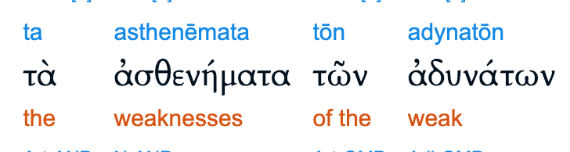 ta asthenēmata tōn adynatōn
τὰ ἀσθενήματα τῶν ἀδυνάτων
the weaknesses of the weak